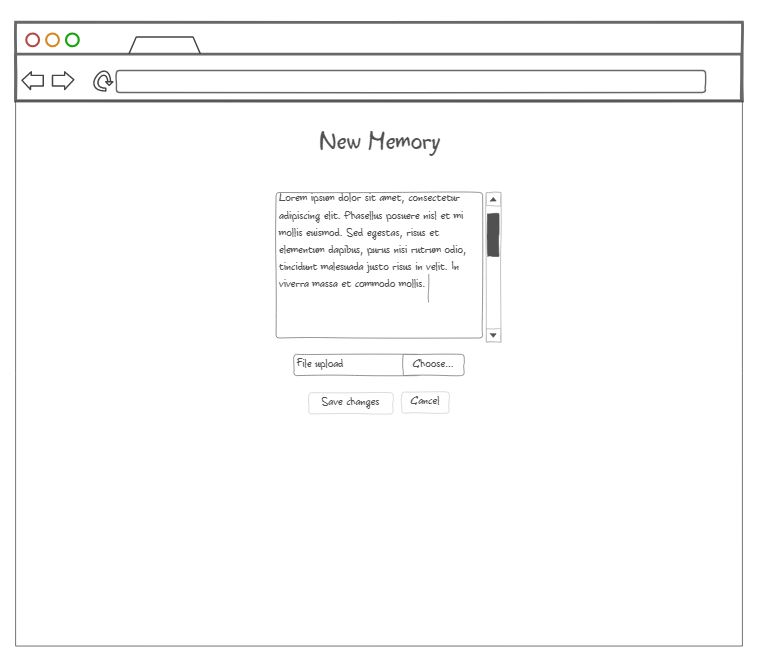 New Memory
Lorem ipsum dolor sit amet, consectetur
adipiscing elit. Phasellus posuere nisl et mi
mollis euismod. Sed egestas, risus et
elementum dapibus, purus nisi rutrum odio,
tincidunt malesuada justo risus in velit. In
viverra massa et commodo mollis.
File upload Choose...
Save changes Cancel